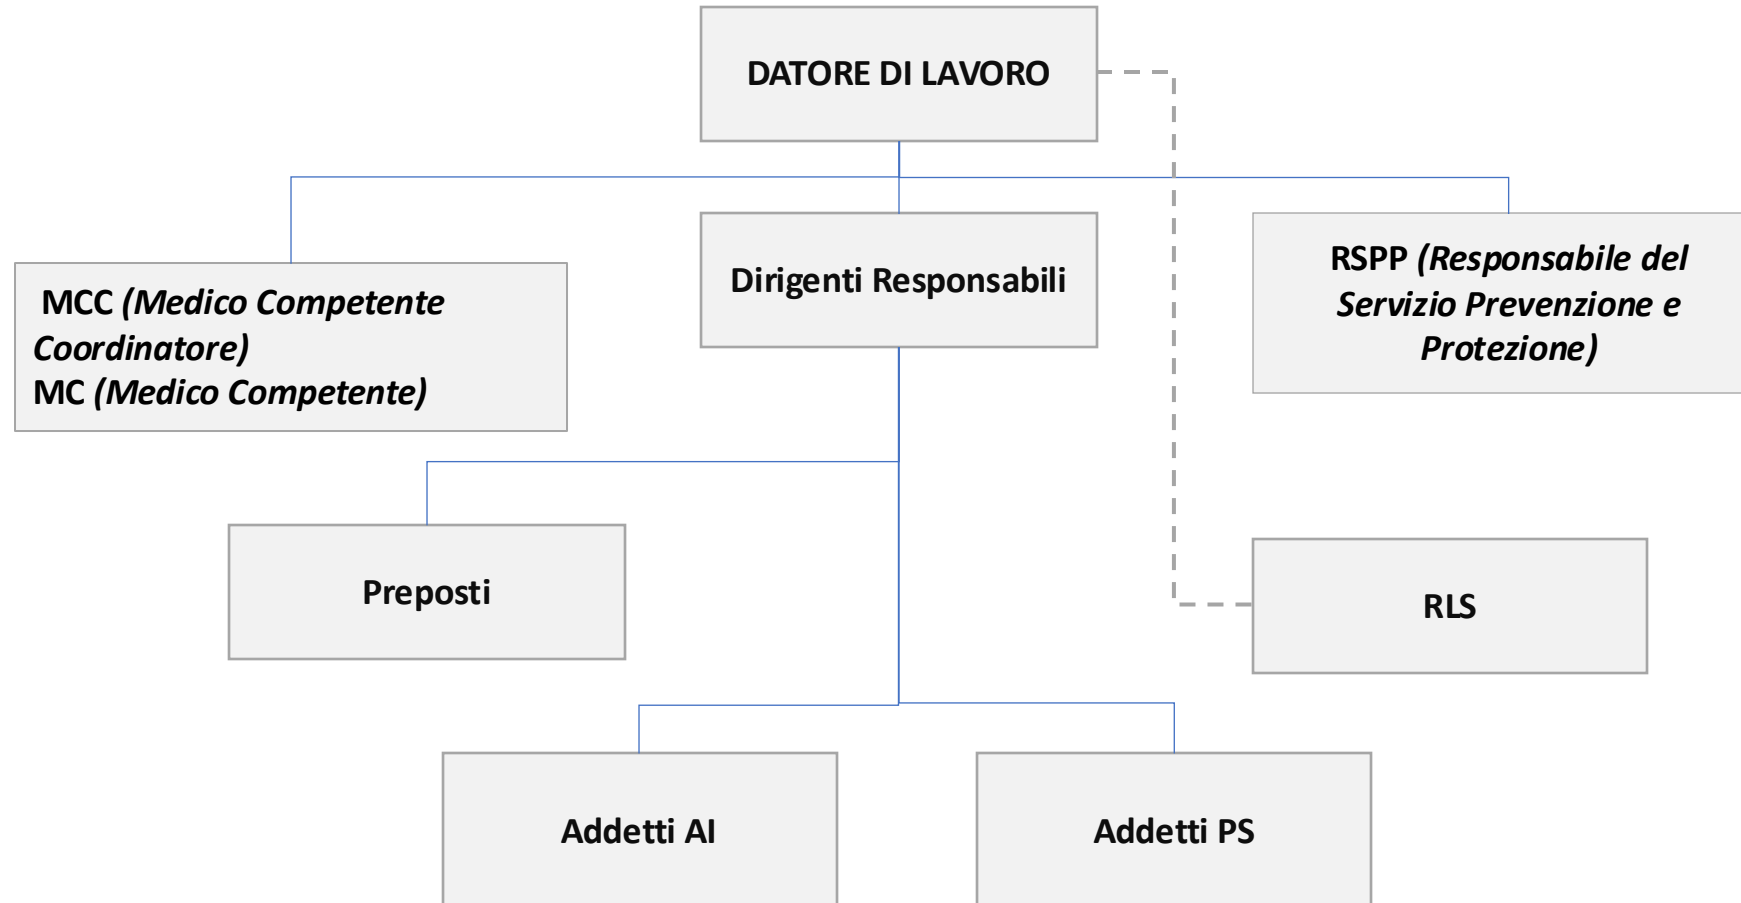 DATORE DI LAVORO
MCC (Medico Competente
Coordinatore)
MC (Medico Competente)
Dirigenti Responsabili
RSPP (Responsabile del
Servizio Prevenzione e
Protezione)
Preposti
RLS
Addetti AI
Addetti PS